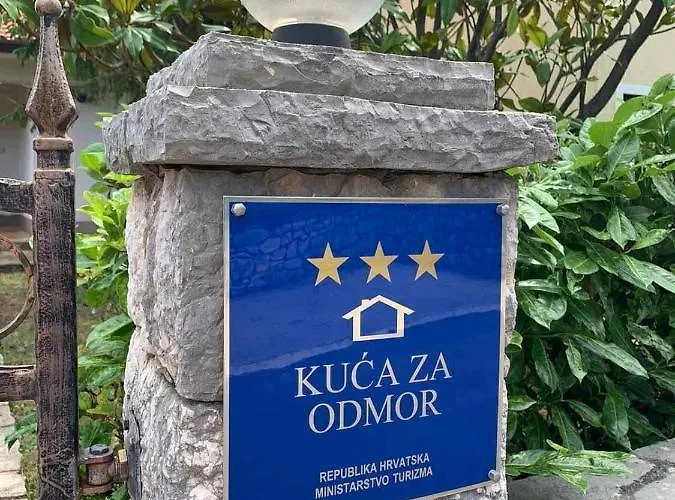 KUĆA ZA
ODMOR
REPUBLIKA HRVATSKA
MINISTARSTVO TURIZMA